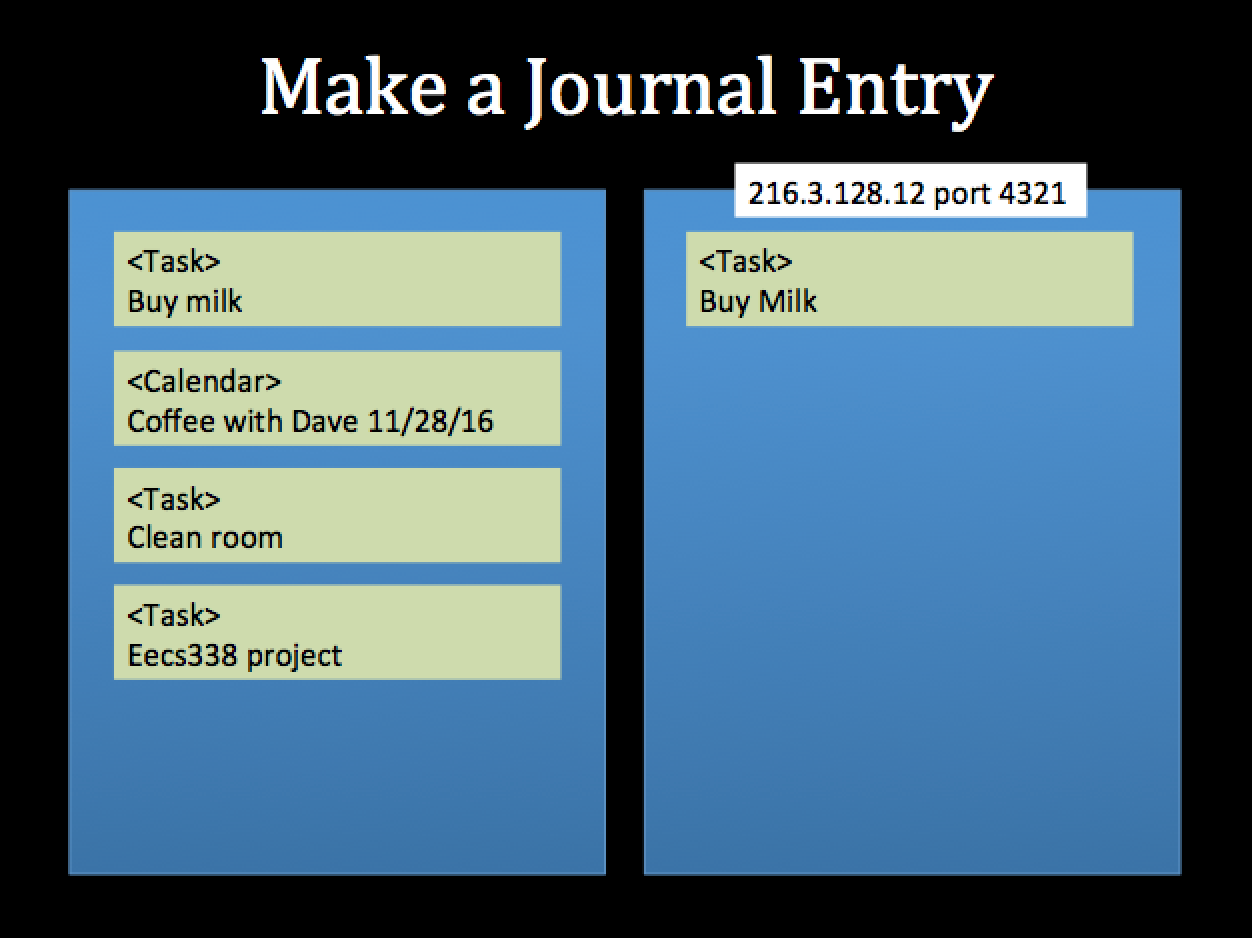 Make a Journal Entry
<Task>
Buy milk
<Calendar>
Coffee with Dave 11/28/16
<Task>
Clean room
<Task>
Eecs338 project
216.3.128.12 port 4321
<Task>
Buy Milk